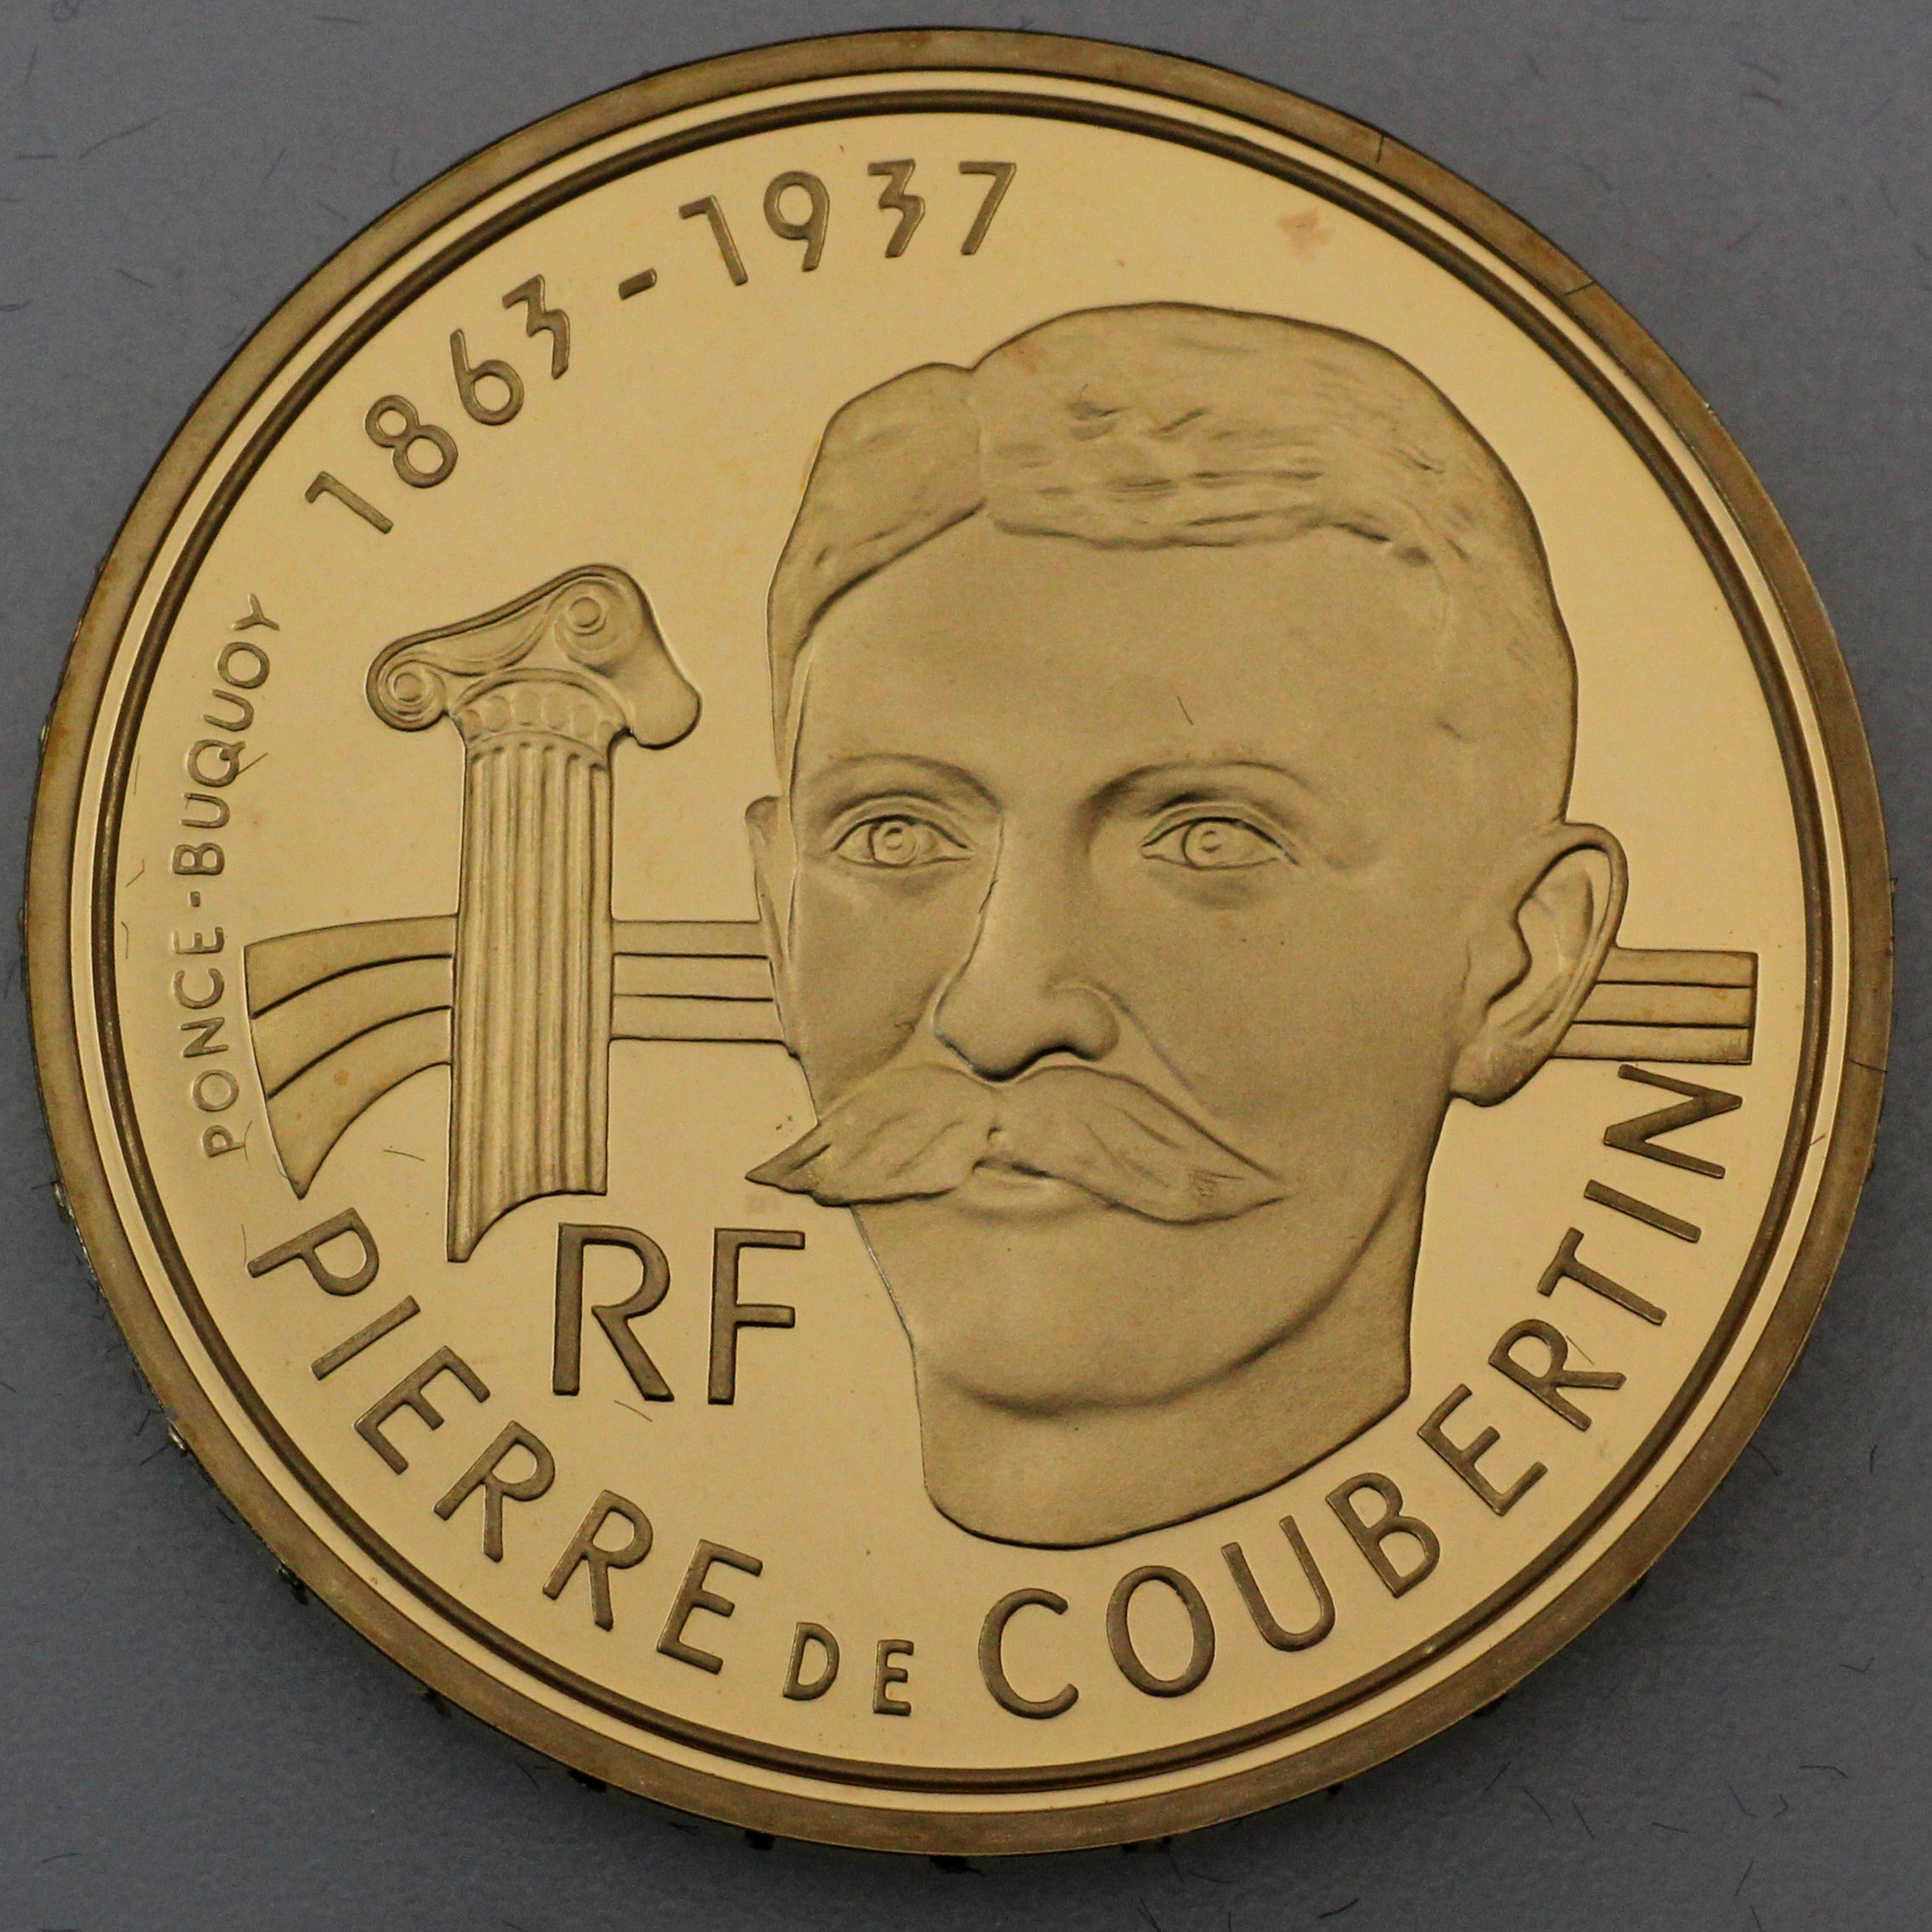 1863-1937
PONCE-BUQUOY
RF
PIERRE DE COUBERTIN